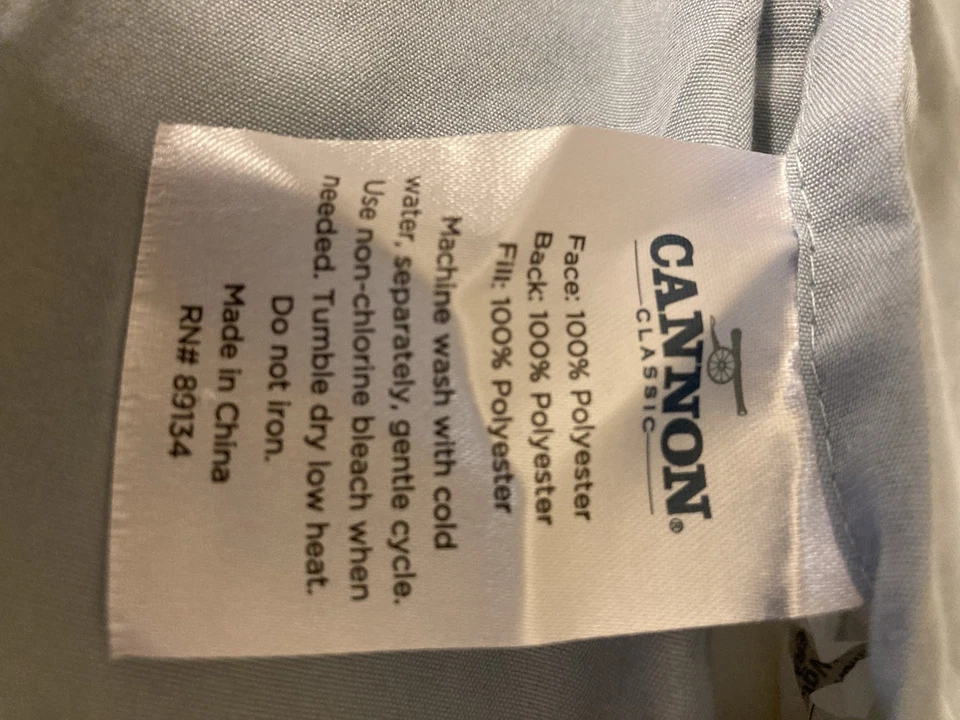 CANNON®
CLASSIC
Face: 100% Polyester
Back: 100% Polyester
Fill: 100% Polyester
Machine wash with cold
water, separately, gentle cycle.
Use non-chlorine bleach when
needed. Tumble dry low heat.
Do not iron.
Made in China
RN# 89134